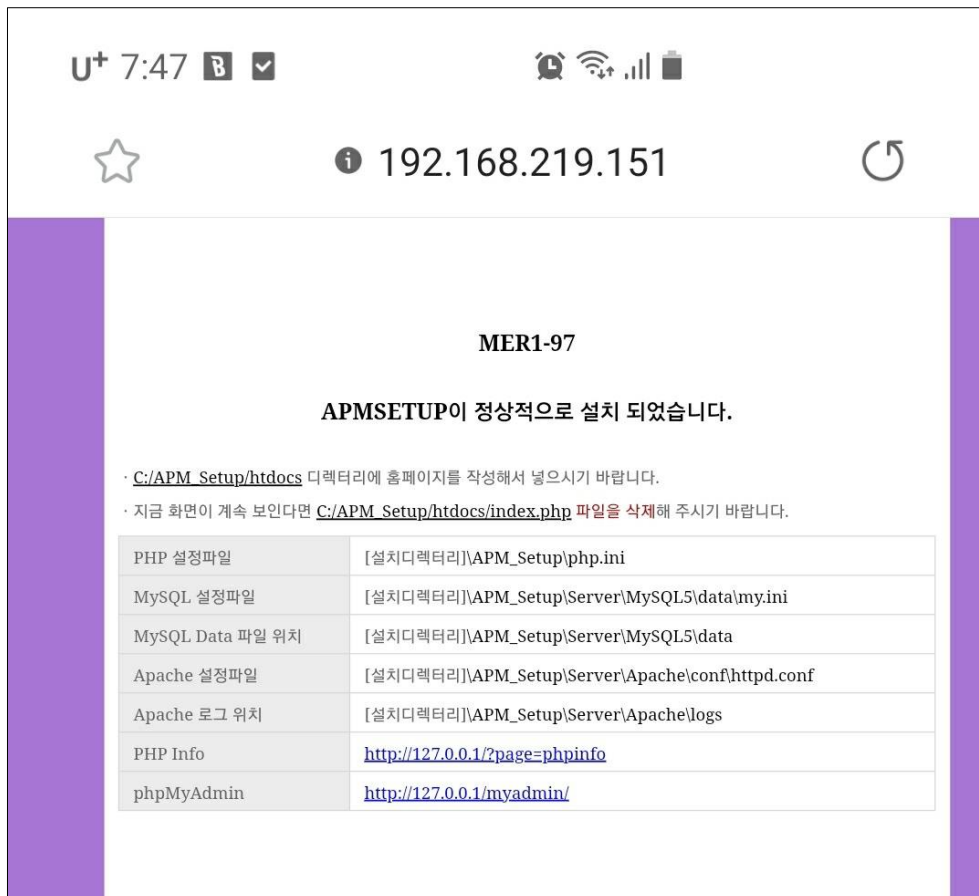 U+ 7:47
192.168.219.151
MER1-97
APMSETUP이 정상적으로 설치 되었습니다.
· C:/APM_Setup/htdocs 디렉터리에 홈페이지를 작성해서 넣으시기 바랍니다.
· 지금 화면이 계속 보인다면 C:/APM_Setup/htdocs/index.php 파일을 삭제해 주시기 바랍니다.
PHP 설정파일 [설치디렉터리]\APM_Setup\php.ini
MySQL 설정파일 [설치디렉터리]\APM_Setup\Server\MySQL5\data\my.ini
MySQL Data 파일 위치 [설치디렉터리]\APM_Setup\Server\MySQL5\data
Apache 설정파일 [설치디렉터리]\APM_Setup\Server\Apache\conf\httpd.conf
Apache 로그 위치 [설치디렉터리]\APM_Setup\Server\Apache\logs
PHP Info http://127.0.0.1/?page=phpinfo
phpMyAdmin http://127.0.0.1/myadmin/